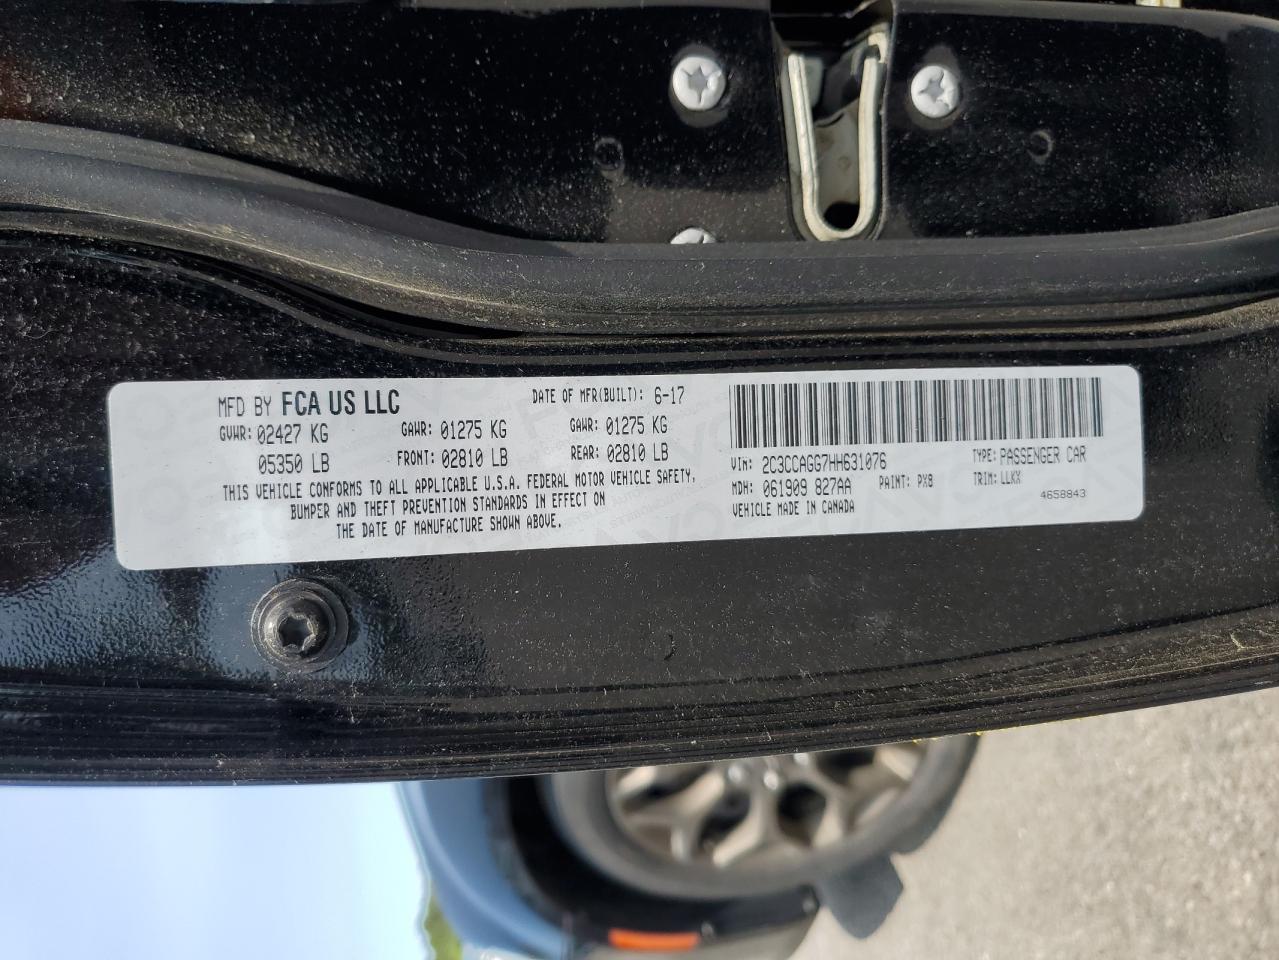 MFD BY FCA US LLC
DATE OF MFR(BUILT): 6-17
GVWR: 02427 KG
GAWR: 01275 KG
GAWR: 01275 KG
05350 LB
FRONT: 02810 LB
REAR: 02810 LB
THIS VEHICLE CONFORMS TO ALL APPLICABLE U.S.A. FEDERAL MOTOR VEHICLE SAFETY,
BUMPER AND THEFT PREVENTION STANDARDS IN EFFECT ON
THE DATE OF MANUFACTURE SHOWN ABOVE.
VIN: 2C3CCAGG7HH631076
TYPE: PASSENGER CAR
MDH: 061909 827AA
PAINT: PX8
TRIM: LLKX
VEHICLE MADE IN CANADA
4658843